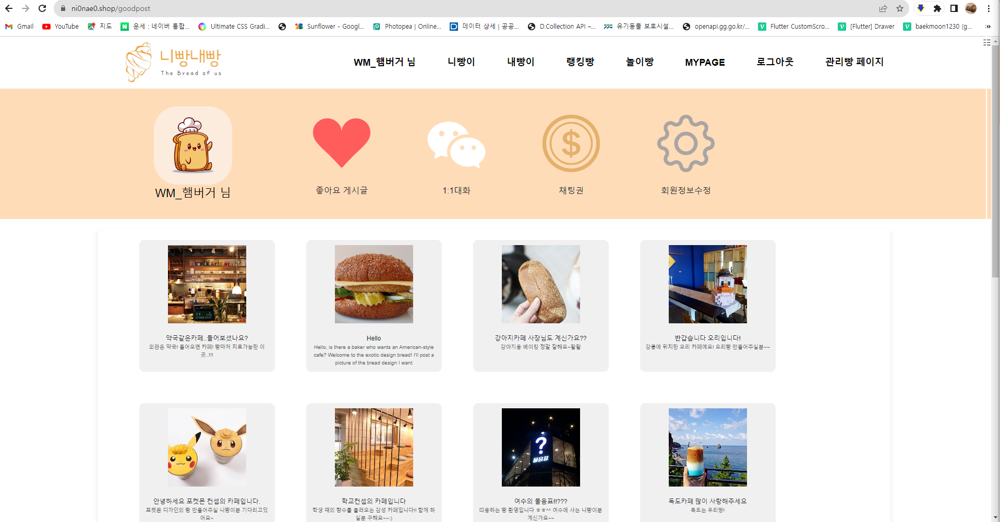 ni0nae0.shop/goodpost
Gmail
YouTube
지도
운세 : 네이버 통합...
Ultimate CSS Gradi...
Sunflower - Googl...
Photopea | Online...
데이터 상세 | 공공...
D.Collection API –...
유기동물 보호시설...
openapi.gg.go.kr/...
Flutter CustomScro...
[Flutter] Drawer
baekmoon1230 (g...
»
니빵내빵
The Bread of us
WM_햄버거 님
니빵이
내빵이
랭킹빵
놀이빵
MYPAGE
로그아웃
관리빵 페이지
WM_햄버거 님
좋아요 게시글
1:1대화
$
채팅권
회원정보수정
약국같은카페..들어보셨나요?
외관은 약국! 들어오면 카페! 빵마저 치료가능한 이
곳..!!!
Hello
Hello, is there a baker who wants an American-style
cafe? Welcome to the exotic design bread! I'll post a
picture of the bread design I want
강아지카페 사장님도 계신가요??
강아지용 베이킹 정말 잘해요~왈왈
반갑습니다 오리입니다!
강릉에 위치한 오리 카페예요! 오리빵 만들어주실분~~
안녕하세요 포켓몬 컨셉의 카페입니다.
포켓몬 디자인의 빵 만들어주실 니빵이분 기다리고있
어요~
학교컨셉의 카페입니다
학생 때의 향수를 불러오는 감성 카페입니다!! 함께 하
실분 구해요~~:)
?
물음표
여수의 물음표!!???
띠용하는 빵 환영입니다 ㅎㅎ^^ 여수에 사는 니빵이분
계신가요~~
독도카페 많이 사랑해주세요
독도는 우리땅!